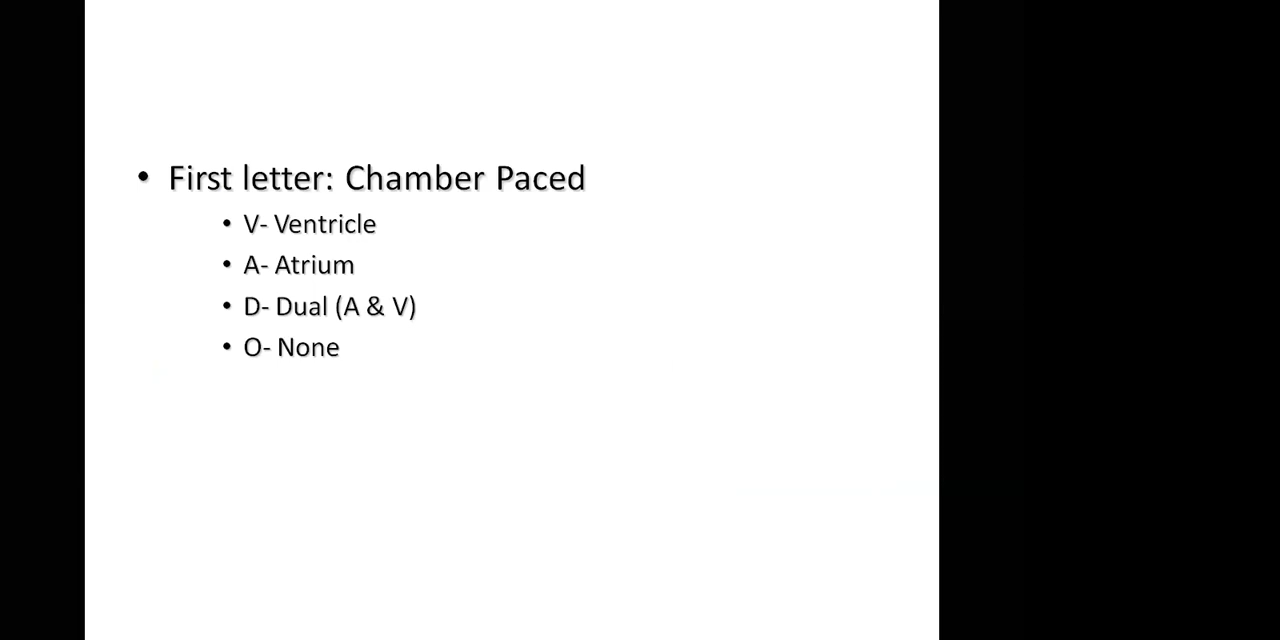 • First letter: Chamber Paced
• V- Ventricle
• A- Atrium
• D- Dual (A & V)
• O- None